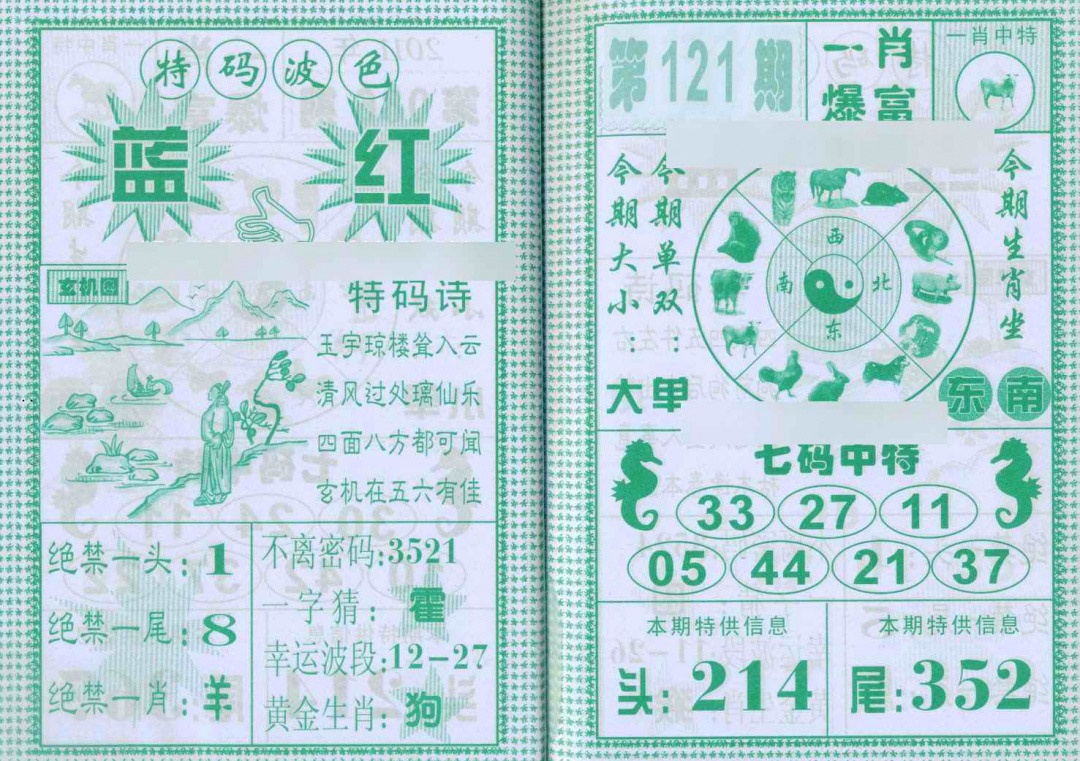 特码波色
蓝 红
玄机图
特码诗
玉宇琼楼耸入云
清风过处璃仙乐
四面八方都可闻
玄机在五六有佳
绝禁一头:1
绝禁一尾:8
绝禁一肖:羊
不离密码:3521
一字猜:霍
幸运波段:12-27
黄金生肖:狗
第121期
一肖
爆富
一肖中特
今期大小:大
今期单双:单
西
南 北
东
今期生肖坐
东南
七码中特
33 27 11
05 44 21 37
本期特供信息
头:214
本期特供信息
尾:352